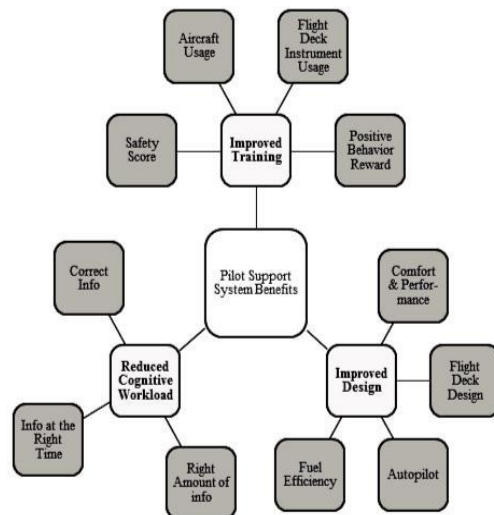 Aircraft
Usage
Flight
Deck
Instrument
Usage
Safety
Score
Improved
Training
Positive
Behavior
Reward
Pilot Support
System Benefits
Correct
Info
Comfort
& Perfor-
mance
Reduced
Cognitive
Workload
Improved
Design
Flight
Deck
Design
Info at the
Right
Time
Right
Amount of
info
Fuel
Efficiency
Autopilot